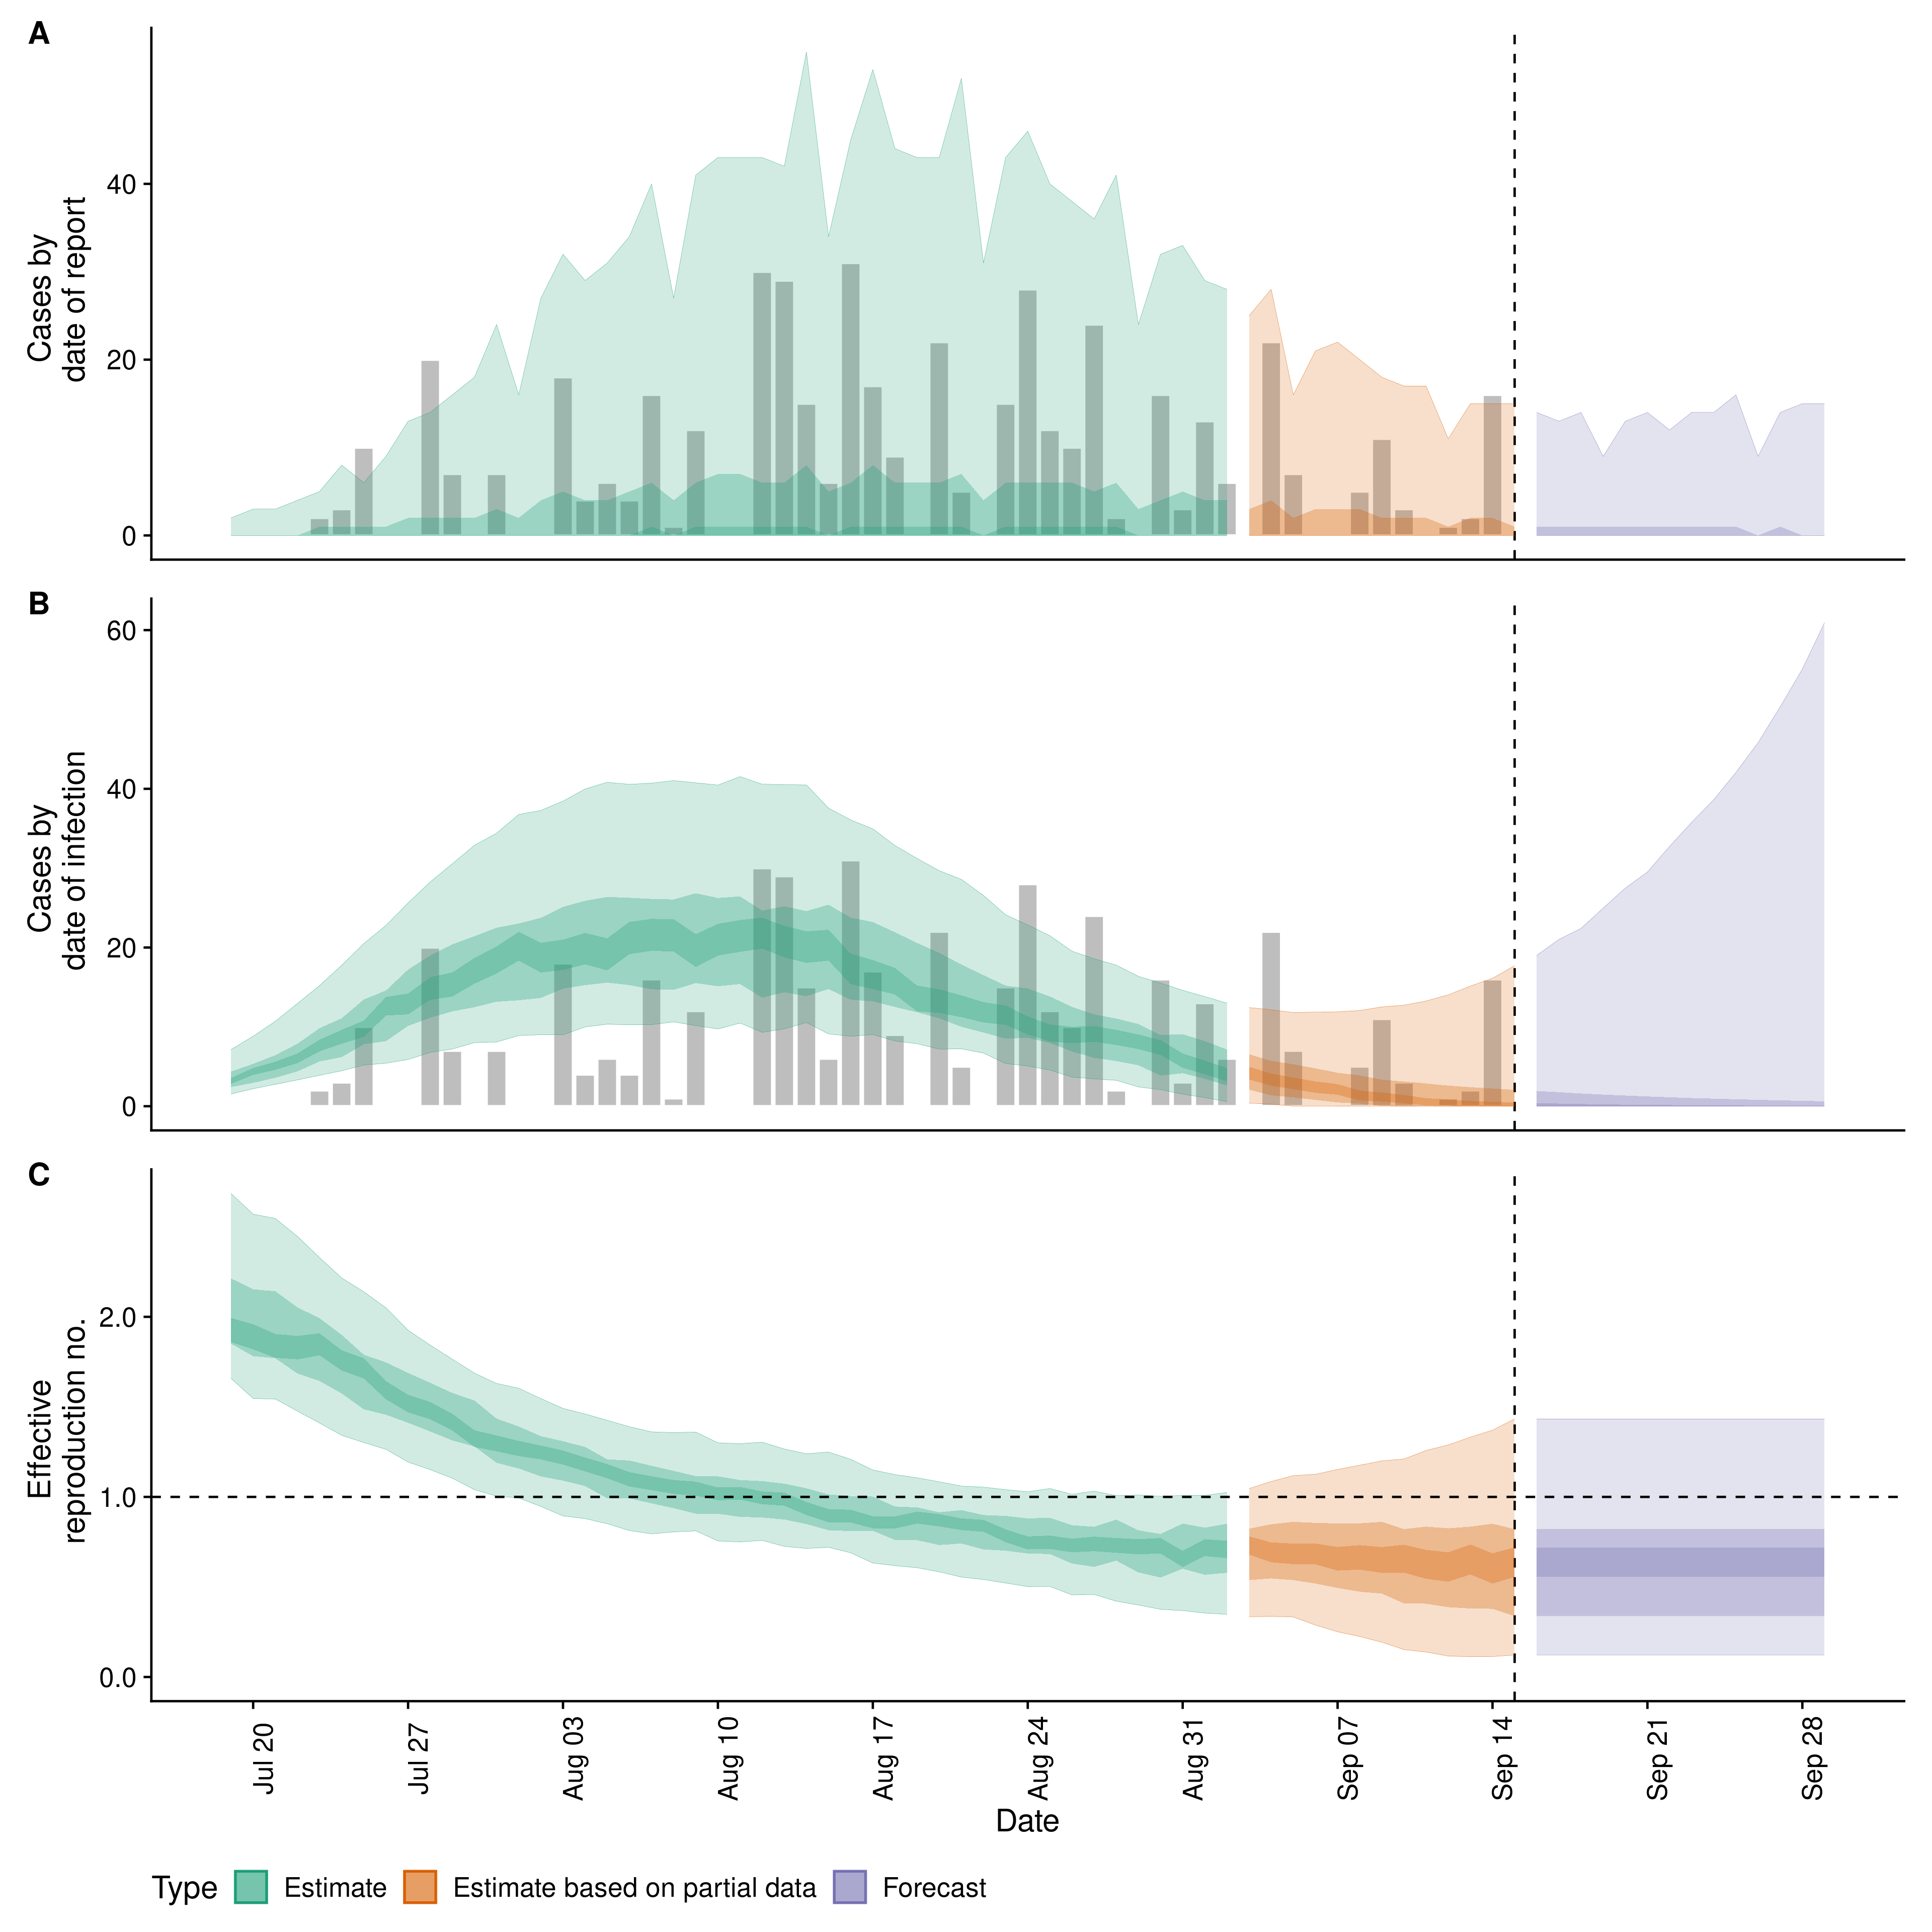 A
Cases by
date of report
40
20
0
B
Cases by
date of infection
60
40
20
0
C
Effective
reproduction no.
2.0
1.0
0.0
Jul 20
Jul 27
Aug 03
Aug 10
Aug 17
Aug 24
Aug 31
Sep 07
Sep 14
Sep 21
Sep 28
Date
Type Estimate Estimate based on partial data Forecast